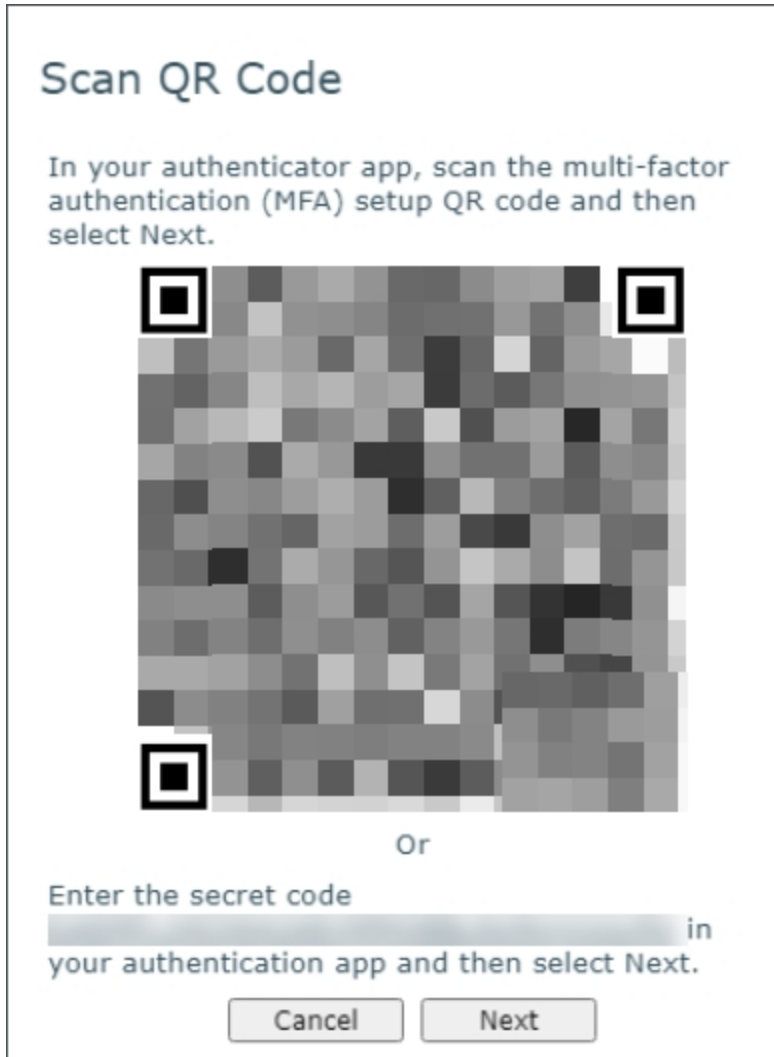 Scan QR Code
In your authenticator app, scan the multi-factor
authentication (MFA) setup QR code and then
select Next.
Or
Enter the secret code
in
your authentication app and then select Next.
Cancel
Next